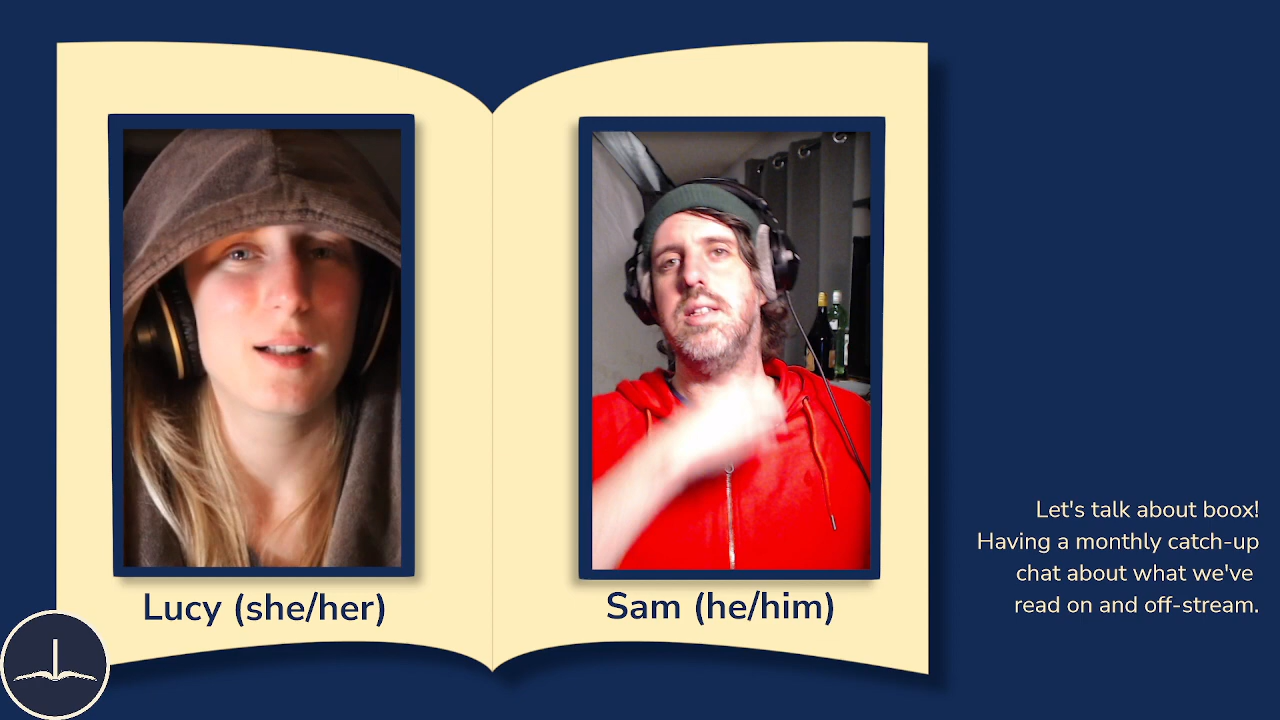 Lucy (she/her)
Sam (he/him)
Let's talk about boox!
Having a monthly catch-up
chat about what we've
read on and off-stream.